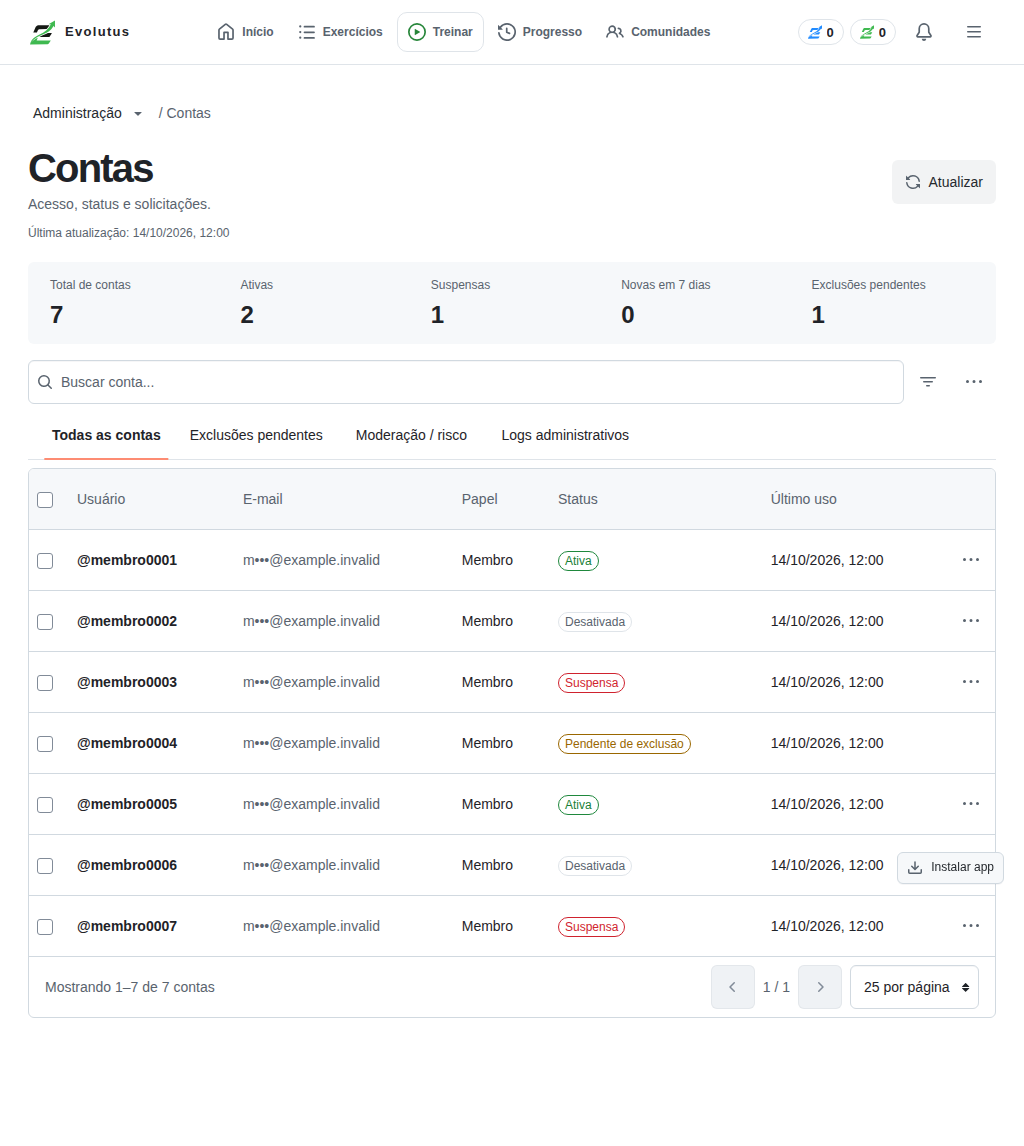 Evolutus Início Exercícios Treinar Progresso Comunidades 0 0
Administração / Contas
Contas
Atualizar
Acesso, status e solicitações.
Última atualização: 14/10/2026, 12:00
Total de contas Ativas Suspensas Novas em 7 dias Exclusões pendentes
7 2 1 0 1
Buscar conta...
Todas as contas Exclusões pendentes Moderação / risco Logs administrativos
Usuário E-mail Papel Status Último uso
@membro0001 m•••@example.invalid Membro Ativa 14/10/2026, 12:00
@membro0002 m•••@example.invalid Membro Desativada 14/10/2026, 12:00
@membro0003 m•••@example.invalid Membro Suspensa 14/10/2026, 12:00
@membro0004 m•••@example.invalid Membro Pendente de exclusão 14/10/2026, 12:00
@membro0005 m•••@example.invalid Membro Ativa 14/10/2026, 12:00
@membro0006 m•••@example.invalid Membro Desativada 14/10/2026, 12:00 Instalar app
@membro0007 m•••@example.invalid Membro Suspensa 14/10/2026, 12:00
Mostrando 1–7 de 7 contas 1 / 1 25 por página